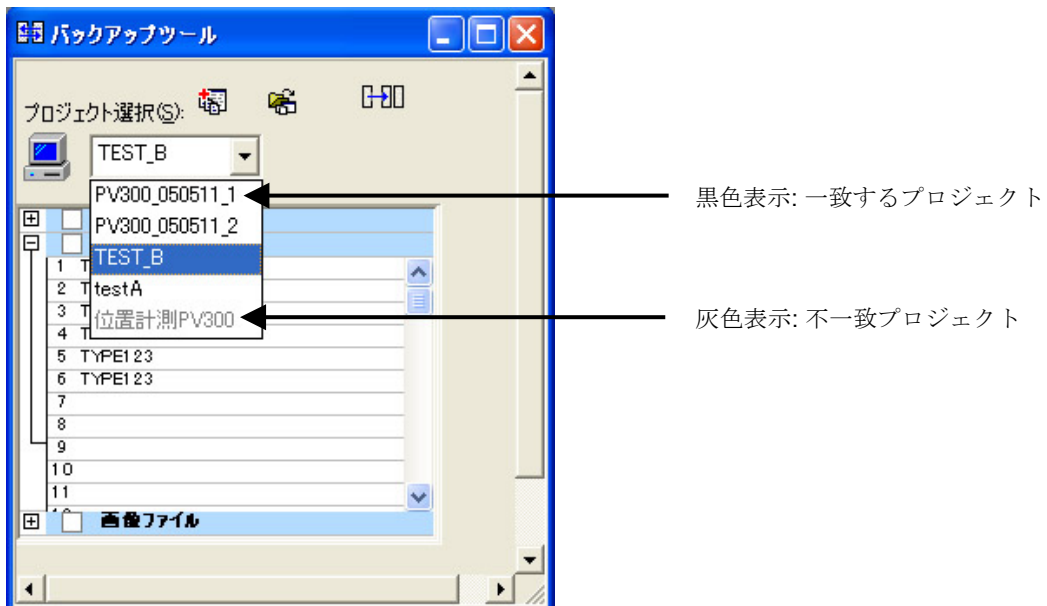 バックアップツール
プロジェクト選択(S):
TEST_B
PV300_050511_1
PV300_050511_2
TEST_B
testA
位置計測PV300
1 T
2 T
3 T
4 T
5 TYPE123
6 TYPE123
7
8
9
10
11
画像ファイル
黒色表示: 一致するプロジェクト
灰色表示: 不一致プロジェクト